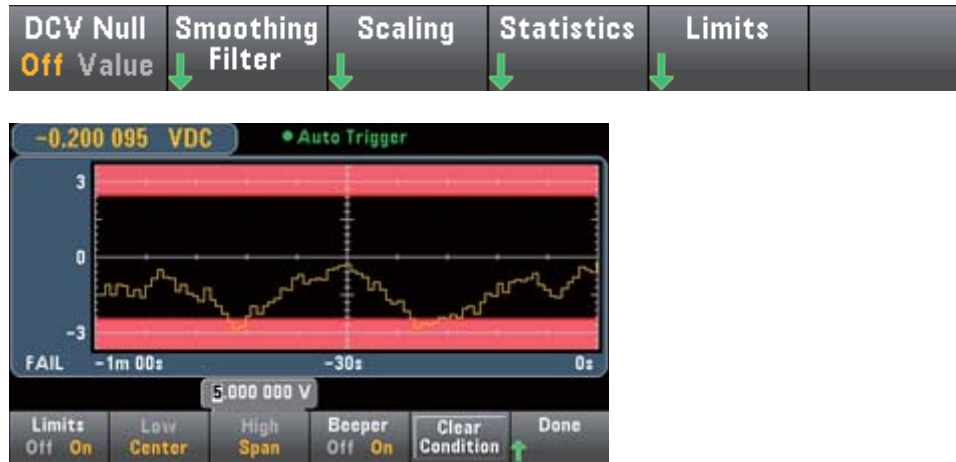 DCV Null Smoothing Scaling Statistics Limits
Off Value Filter
-0.200 095 VDC Auto Trigger
3
0
-3
FAIL -1m 00s -30s 0s
5.000 000 V
Limits Low High Beeper Clear Done
Off On Center Span Off On Condition